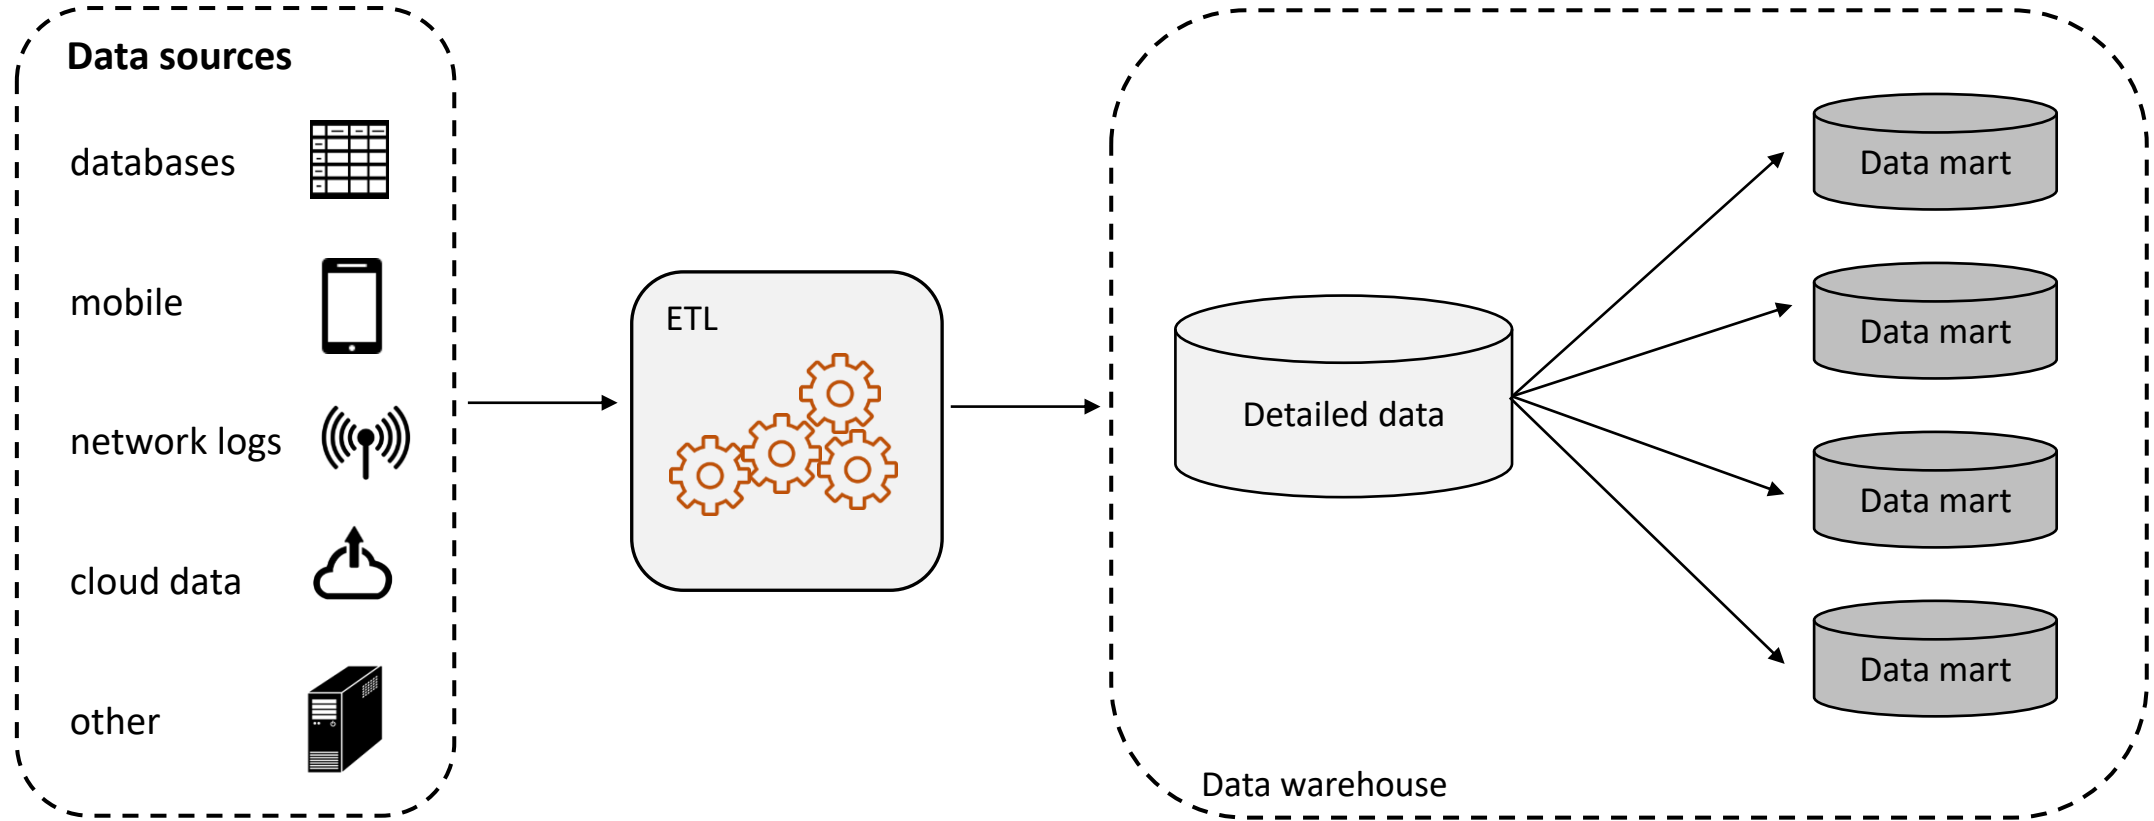 Data sources
databases
mobile
network logs
cloud data
other
ETL
Detailed data
Data mart
Data mart
Data mart
Data mart
Data warehouse